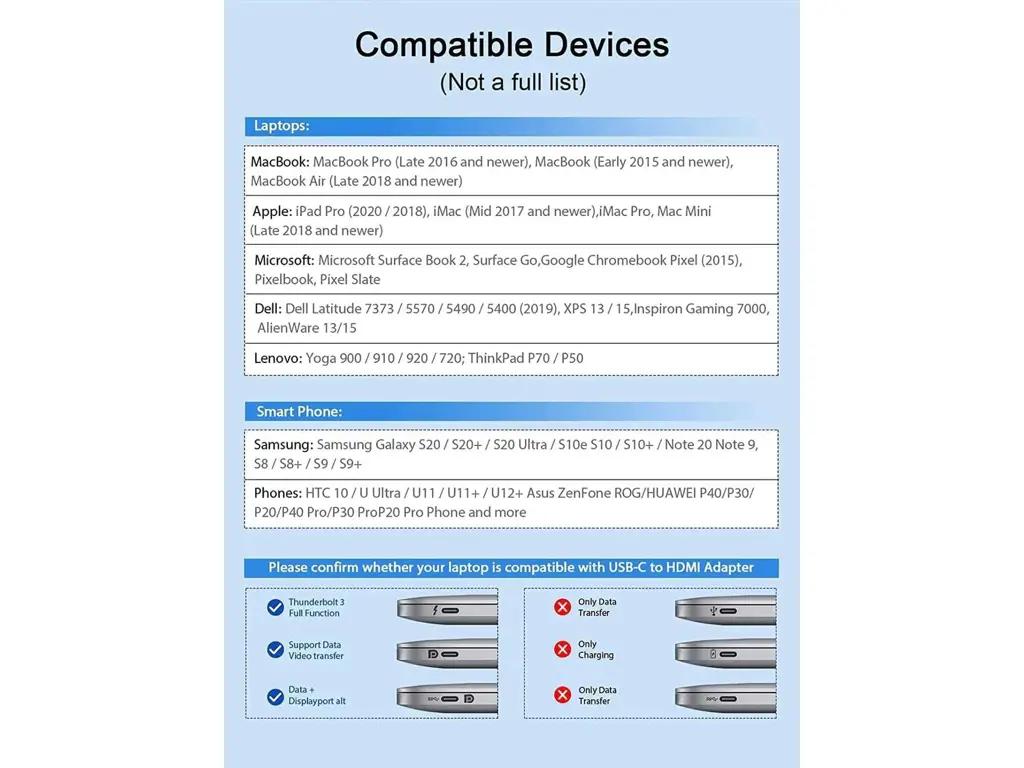 Compatible Devices
(Not a full list)
Laptops:
MacBook: MacBook Pro (Late 2016 and newer), MacBook (Early 2015 and newer),
MacBook Air (Late 2018 and newer)
Apple: iPad Pro (2020 / 2018), iMac (Mid 2017 and newer),iMac Pro, Mac Mini
(Late 2018 and newer)
Microsoft: Microsoft Surface Book 2, Surface Go,Google Chromebook Pixel (2015),
Pixelbook, Pixel Slate
Dell: Dell Latitude 7373 / 5570 / 5490 / 5400 (2019), XPS 13 / 15,Inspiron Gaming 7000,
AlienWare 13/15
Lenovo: Yoga 900 / 910 / 920 / 720; ThinkPad P70 / P50
Smart Phone:
Samsung: Samsung Galaxy S20 / S20+ / S20 Ultra / S10e S10 / S10+ / Note 20 Note 9,
S8 / S8+ / S9 / S9+
Phones: HTC 10 / U Ultra / U11 / U11+ / U12+ Asus ZenFone ROG/HUAWEI P40/P30/
P20/P40 Pro/P30 ProP20 Pro Phone and more
Please confirm whether your laptop is compatible with USB-C to HDMI Adapter
Thunderbolt 3
Full Function
Support Data
Video transfer
Data +
Displayport alt
Only Data
Transfer
Only
Charging
Only Data
Transfer